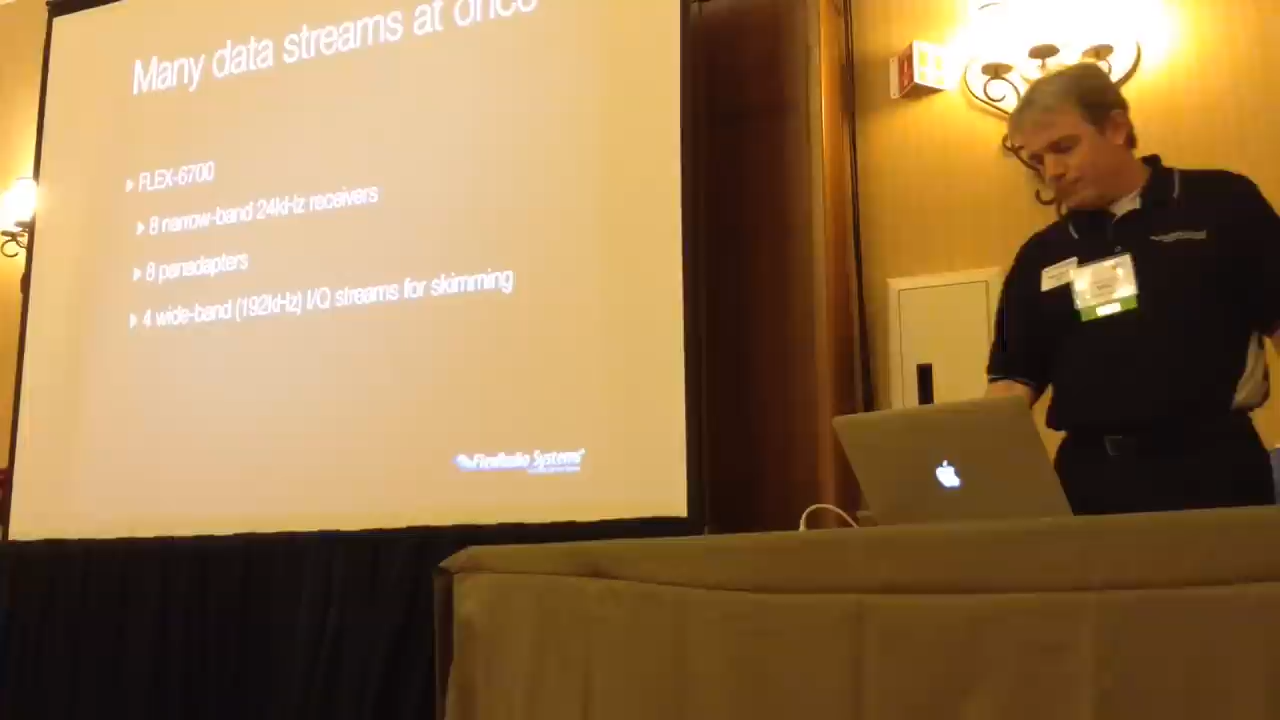 Many data streams at once
FLEX-6700
8 narrow-band 24kHz receivers
8 panadapters
4 wide-band (192kHz) I/Q streams for skimming
FlexRadio Systems